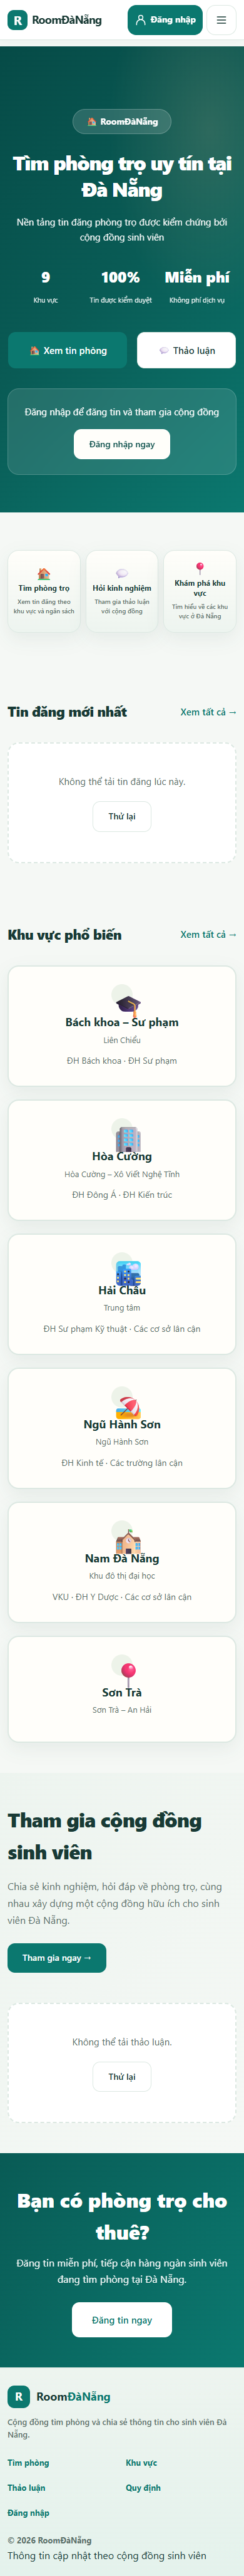 R RoomĐàNẵng
Đăng nhập
RoomĐàNẵng
Tìm phòng trọ uy tín tại
Đà Nẵng
Nền tảng tin đăng phòng trọ được kiểm chứng bởi
cộng đồng sinh viên
9
Khu vực
100%
Tin được kiểm duyệt
Miễn phí
Không phí dịch vụ
Xem tin phòng
Thảo luận
Đăng nhập để đăng tin và tham gia cộng đồng
Đăng nhập ngay
Tìm phòng trọ
Xem tin đăng theo
khu vực và ngân sách
Hỏi kinh nghiệm
Tham gia thảo luận
với cộng đồng
Khám phá khu
vực
Tìm hiểu về các khu
vực ở Đà Nẵng
Tin đăng mới nhất
Xem tất cả →
Không thể tải tin đăng lúc này.
Thử lại
Khu vực phổ biến
Xem tất cả →
Bách khoa – Sư phạm
Liên Chiểu
ĐH Bách khoa · ĐH Sư phạm
Hòa Cường
Hòa Cường – Xô Viết Nghệ Tĩnh
ĐH Đông Á · ĐH Kiến trúc
Hải Châu
Trung tâm
ĐH Sư phạm Kỹ thuật · Các cơ sở lân cận
Ngũ Hành Sơn
Ngũ Hành Sơn
ĐH Kinh tế · Các trường lân cận
Nam Đà Nẵng
Khu đô thị đại học
VKU · ĐH Y Dược · Các cơ sở lân cận
Sơn Trà
Sơn Trà – An Hải
Tham gia cộng đồng
sinh viên
Chia sẻ kinh nghiệm, hỏi đáp về phòng trọ, cùng
nhau xây dựng một cộng đồng hữu ích cho sinh
viên Đà Nẵng.
Tham gia ngay →
Không thể tải thảo luận.
Thử lại
Bạn có phòng trọ cho
thuê?
Đăng tin miễn phí, tiếp cận hàng ngàn sinh viên
đang tìm phòng tại Đà Nẵng.
Đăng tin ngay
R RoomĐàNẵng
Cộng đồng tìm phòng và chia sẻ thông tin cho sinh viên Đà
Nẵng.
Tìm phòng
Khu vực
Thảo luận
Quy định
Đăng nhập
© 2026 RoomĐàNẵng
Thông tin cập nhật theo cộng đồng sinh viên